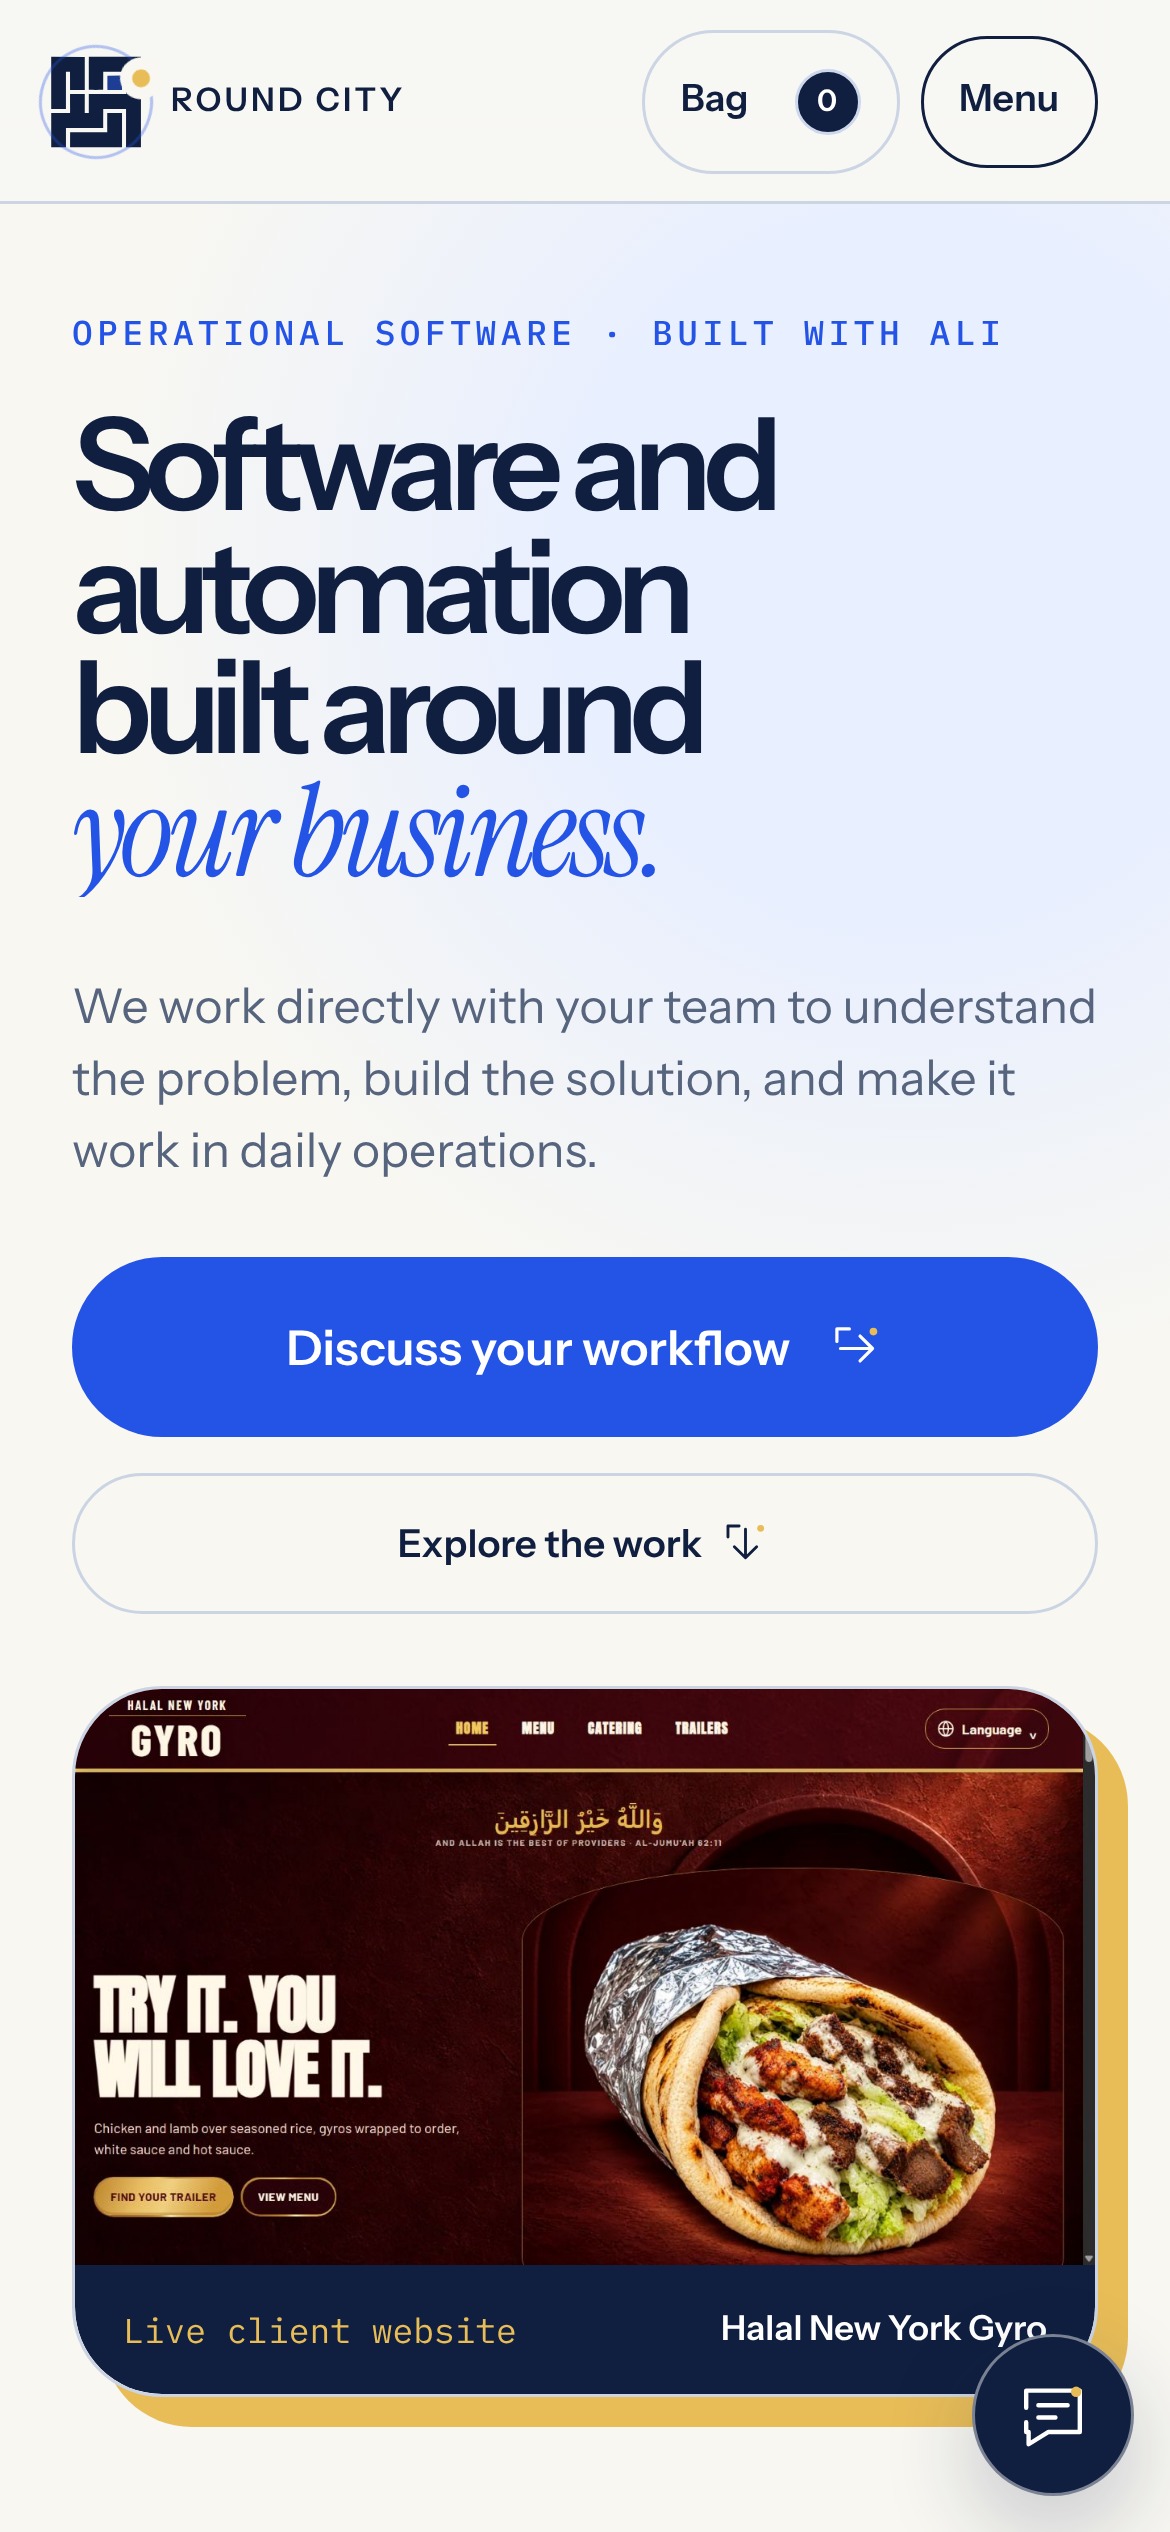 ROUND CITY
Bag 0
Menu
OPERATIONAL SOFTWARE · BUILT WITH ALI
Software and
automation
built around
your business.
We work directly with your team to understand
the problem, build the solution, and make it
work in daily operations.
Discuss your workflow
Explore the work
HALAL NEW YORK
GYRO
HOME MENU CATERING TRAILERS
Language
وَاللَّهُ خَيْرُ الرَّازِقِينَ
AND ALLAH IS THE BEST OF PROVIDERS · AL-JUMU'AH 62:11
TRY IT. YOU
WILL LOVE IT.
Chicken and lamb over seasoned rice, gyros wrapped to order,
white sauce and hot sauce.
FIND YOUR TRAILER VIEW MENU
Live client website Halal New York Gyro